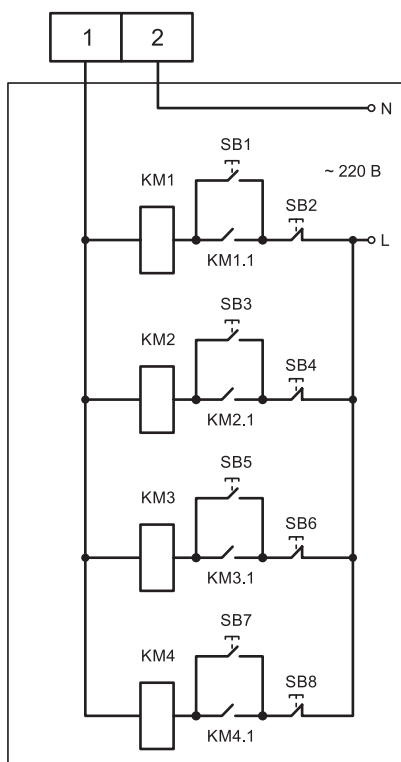 1 2
N
SB1
KM1
~ 220 В
SB2
L
KM1.1
SB3
KM2
SB4
KM2.1
SB5
KM3
SB6
KM3.1
SB7
KM4
SB8
KM4.1